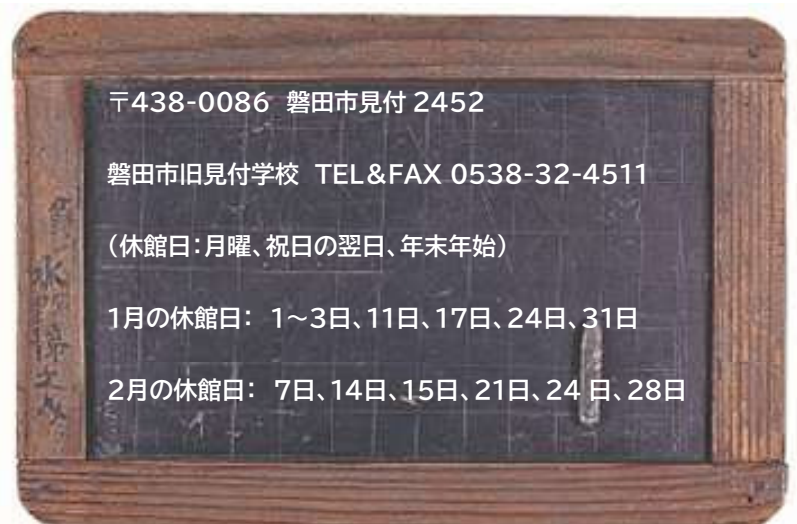 〒438-0086 磐田市見付 2452
磐田市旧見付学校 TEL&FAX 0538-32-4511
(休館日:月曜、祝日の翌日、年末年始)
1月の休館日: 1~3日、11日、17日、24日、31日
2月の休館日: 7日、14日、15日、21日、24 日、28日